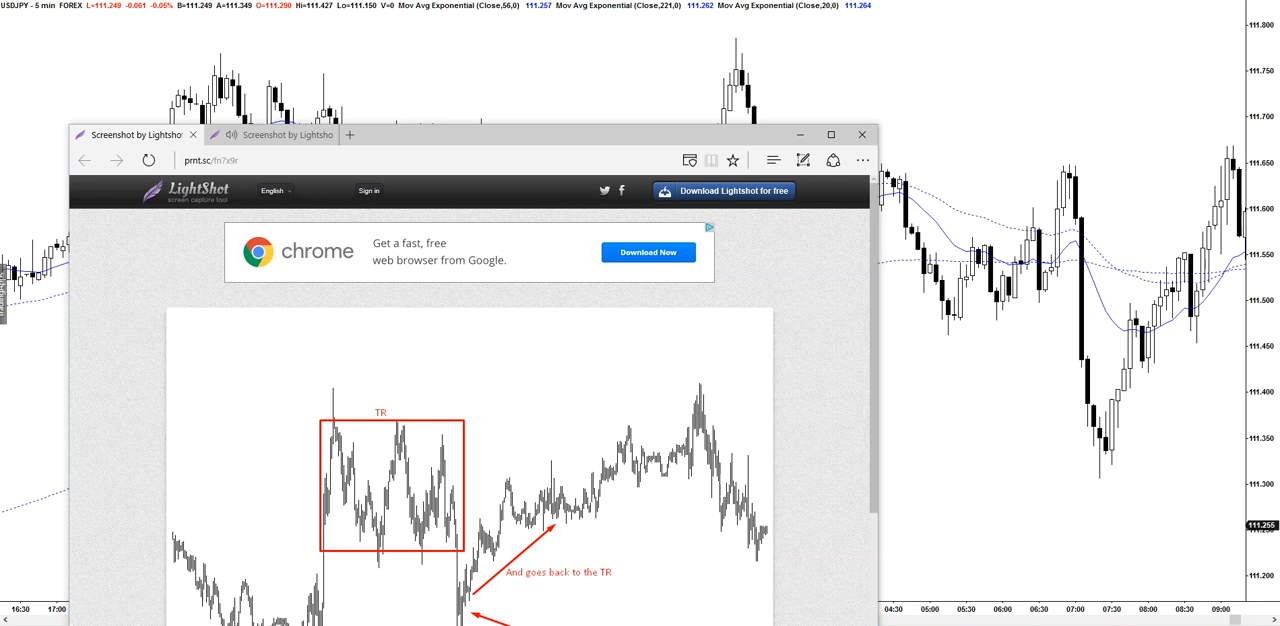 USDJPY - 5 min FOREX L=111.249 -0.061 -0.05% B=111.249 A=111.349 O=111.290 Hi=111.427 Lo=111.150 V=0 Mov Avg Exponential (Close,56,0) 111.257 Mov Avg Exponential (Close,221,0) 111.262 Mov Avg Exponential (Close,20,0) 111.264
111.800
111.750
111.700
111.650
111.600
111.550
111.500
111.450
111.400
111.350
111.300
111.255
111.200
Screenshot by Lightshot
Screenshot by Lightsho
prnt.sc/fn7x9r
LightShot
screen capture tool
English
Sign in
Download Lightshot for free
chrome
Get a fast, free
web browser from Google.
Download Now
TR
And goes back to the TR
16:30 17:00 04:30 05:00 05:30 06:00 06:30 07:00 07:30 08:00 08:30 09:00